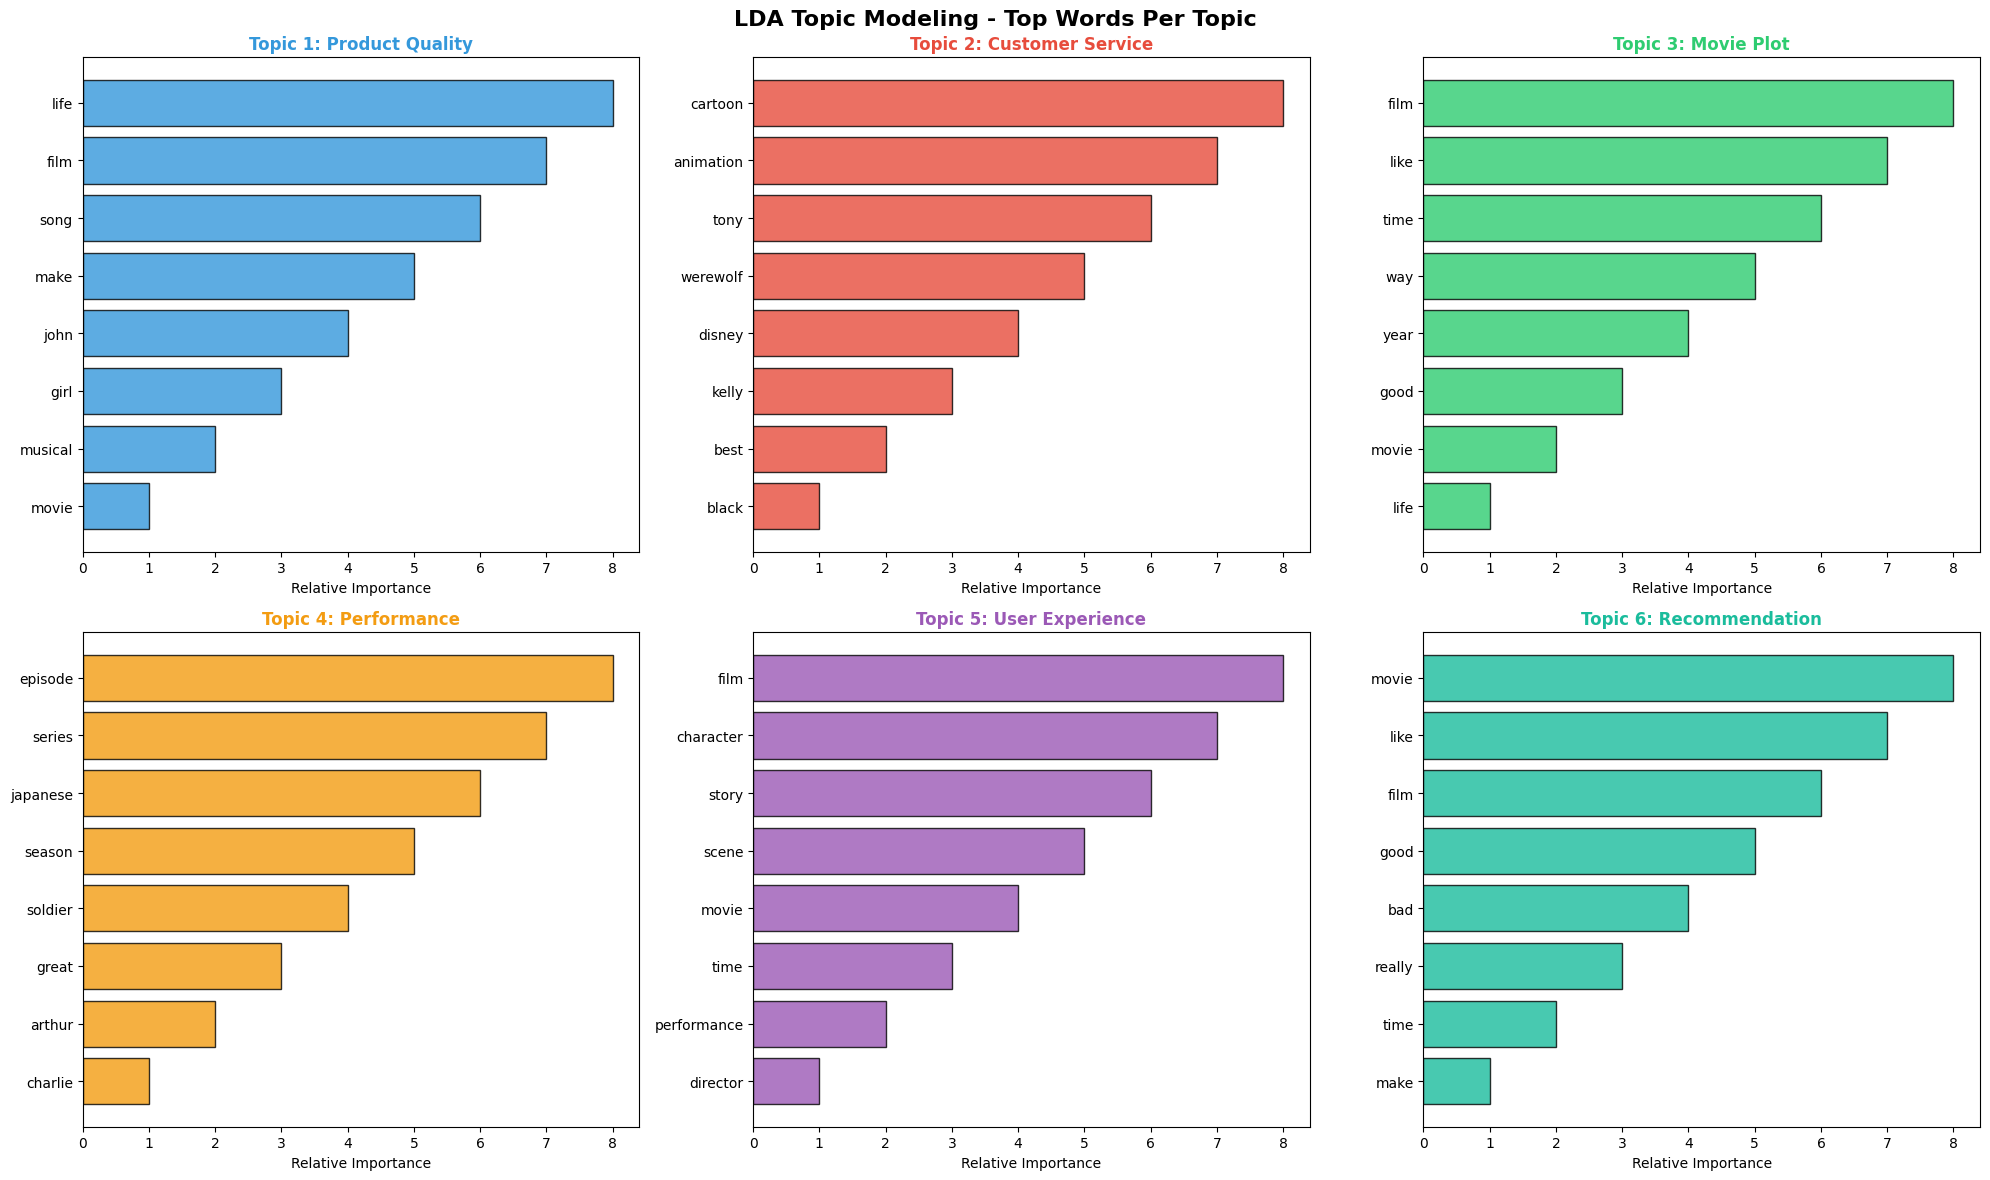 LDA Topic Modeling - Top Words Per Topic
Topic 1: Product Quality
life
film
song
make
john
girl
musical
movie
0 1 2 3 4 5 6 7 8
Relative Importance
Topic 2: Customer Service
cartoon
animation
tony
werewolf
disney
kelly
best
black
0 1 2 3 4 5 6 7 8
Relative Importance
Topic 3: Movie Plot
film
like
time
way
year
good
movie
life
0 1 2 3 4 5 6 7 8
Relative Importance
Topic 4: Performance
episode
series
japanese
season
soldier
great
arthur
charlie
0 1 2 3 4 5 6 7 8
Relative Importance
Topic 5: User Experience
film
character
story
scene
movie
time
performance
director
0 1 2 3 4 5 6 7 8
Relative Importance
Topic 6: Recommendation
movie
like
film
good
bad
really
time
make
0 1 2 3 4 5 6 7 8
Relative Importance